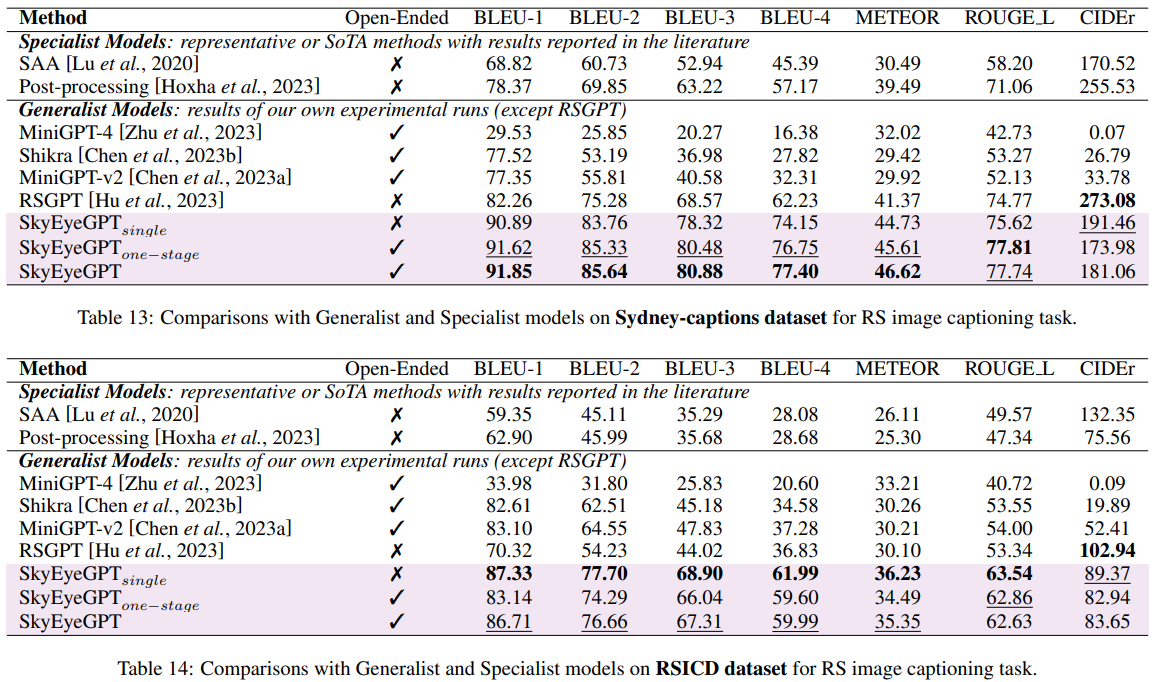 Method Open-Ended BLEU-1 BLEU-2 BLEU-3 BLEU-4 METEOR ROUGE_L CIDEr
Specialist Models: representative or SoTA methods with results reported in the literature
SAA [Lu et al., 2020] ✗ 68.82 60.73 52.94 45.39 30.49 58.20 170.52
Post-processing [Hoxha et al., 2023] ✗ 78.37 69.85 63.22 57.17 39.49 71.06 255.53
Generalist Models: results of our own experimental runs (except RSGPT)
MiniGPT-4 [Zhu et al., 2023] ✓ 29.53 25.85 20.27 16.38 32.02 42.73 0.07
Shikra [Chen et al., 2023b] ✓ 77.52 53.19 36.98 27.82 29.42 53.27 26.79
MiniGPT-v2 [Chen et al., 2023a] ✓ 77.35 55.81 40.58 32.31 29.92 52.13 33.78
RSGPT [Hu et al., 2023] ✗ 82.26 75.28 68.57 62.23 41.37 74.77 273.08
SkyEyeGPTsingle ✗ 90.89 83.76 78.32 74.15 44.73 75.62 191.46
SkyEyeGPTone−stage ✓ 91.62 85.33 80.48 76.75 45.61 77.81 173.98
SkyEyeGPT ✓ 91.85 85.64 80.88 77.40 46.62 77.74 181.06
Table 13: Comparisons with Generalist and Specialist models on Sydney-captions dataset for RS image captioning task.
Method Open-Ended BLEU-1 BLEU-2 BLEU-3 BLEU-4 METEOR ROUGE_L CIDEr
Specialist Models: representative or SoTA methods with results reported in the literature
SAA [Lu et al., 2020] ✗ 59.35 45.11 35.29 28.08 26.11 49.57 132.35
Post-processing [Hoxha et al., 2023] ✗ 62.90 45.99 35.68 28.68 25.30 47.34 75.56
Generalist Models: results of our own experimental runs (except RSGPT)
MiniGPT-4 [Zhu et al., 2023] ✓ 33.98 31.80 25.83 20.60 33.21 40.72 0.09
Shikra [Chen et al., 2023b] ✓ 82.61 62.51 45.18 34.58 30.26 53.55 19.89
MiniGPT-v2 [Chen et al., 2023a] ✓ 83.10 64.55 47.83 37.28 30.21 54.00 52.41
RSGPT [Hu et al., 2023] ✗ 70.32 54.23 44.02 36.83 30.10 53.34 102.94
SkyEyeGPTsingle ✗ 87.33 77.70 68.90 61.99 36.23 63.54 89.37
SkyEyeGPTone−stage ✓ 83.14 74.29 66.04 59.60 34.49 62.86 82.94
SkyEyeGPT ✓ 86.71 76.66 67.31 59.99 35.35 62.63 83.65
Table 14: Comparisons with Generalist and Specialist models on RSICD dataset for RS image captioning task.